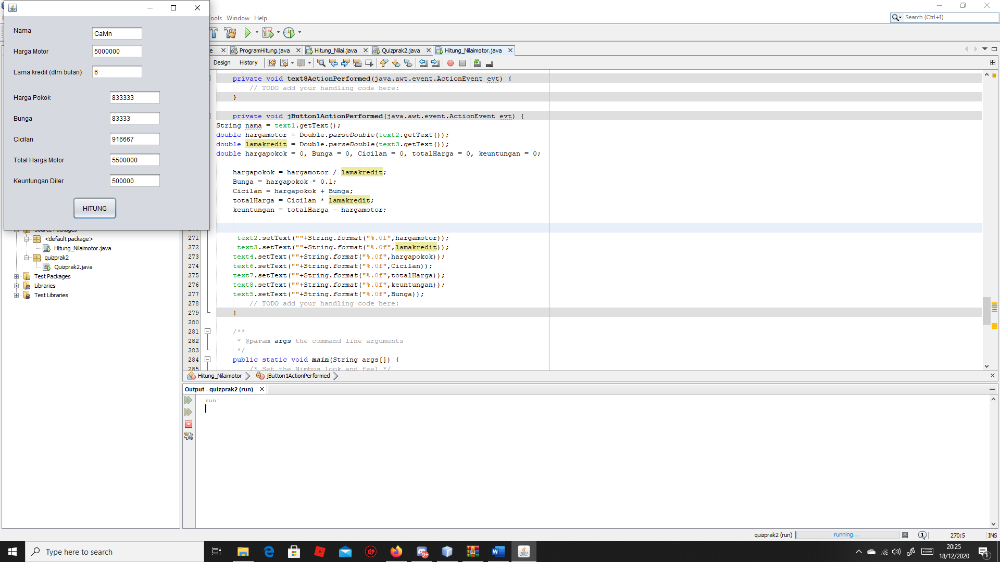 Nama
Calvin
Harga Motor
5000000
Lama kredit (dlm bulan)
6
Harga Pokok
833333
Bunga
83333
Cicilan
916667
Total Harga Motor
5500000
Keuntungan Diler
500000
HITUNG
Window Help
Search (Ctrl+I)
ProgramHitung.java
Hitung_Nilai.java
Quizprak2.java
Hitung_Nilaimotor.java
Design
History
private void text8ActionPerformed(java.awt.event.ActionEvent evt) {
// TODO add your handling code here:
}
private void jButton1ActionPerformed(java.awt.event.ActionEvent evt) {
String nama = text1.getText();
double hargamotor = Double.parseDouble(text2.getText());
double lamakredit = Double.parseDouble(text3.getText());
double hargapokok = 0, Bunga = 0, Cicilan = 0, totalHarga = 0, keuntungan = 0;
hargapokok = hargamotor / lamakredit;
Bunga = hargapokok * 0.1;
Cicilan = hargapokok + Bunga;
totalHarga = Cicilan * lamakredit;
keuntungan = totalHarga - hargamotor;
271 text2.setText(""+String.format("%.0f",hargamotor));
272 text3.setText(""+String.format("%.0f",lamakredit));
273 text4.setText(""+String.format("%.0f",hargapokok));
274 text6.setText(""+String.format("%.0f",Cicilan));
275 text7.setText(""+String.format("%.0f",totalHarga));
276 text8.setText(""+String.format("%.0f",keuntungan));
277 text5.setText(""+String.format("%.0f",Bunga));
278 // TODO add your handling code here:
279 }
280
281 /**
282 * @param args the command line arguments
283 */
284 public static void main(String args[]) {
285 /* Set the Nimbus look and feel */
<default package>
Hitung_Nilaimotor.java
quizprak2
Quizprak2.java
Test Packages
Libraries
Test Libraries
Hitung_Nilaimotor
jButton1ActionPerformed
Output - quizprak2 (run)
run:
quizprak2 (run)
running...
1
270:5
INS
Type here to search
9+
20:25
18/12/2020
1